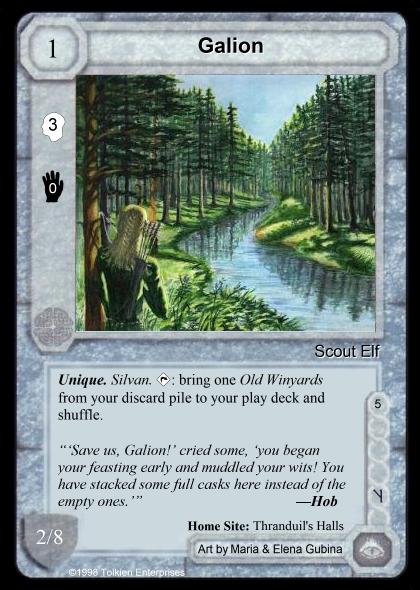 1
Galion
3
0
Scout Elf
Unique. Silvan. : bring one Old Winyards
from your discard pile to your play deck and
shuffle.
5
“‘Save us, Galion!’ cried some, ‘you began
your feasting early and muddled your wits! You
have stacked some full casks here instead of the
empty ones.’” —Hob
Home Site: Thranduil's Halls
2/8
Art by Maria & Elena Gubina
©1998 Tolkien Enterprises